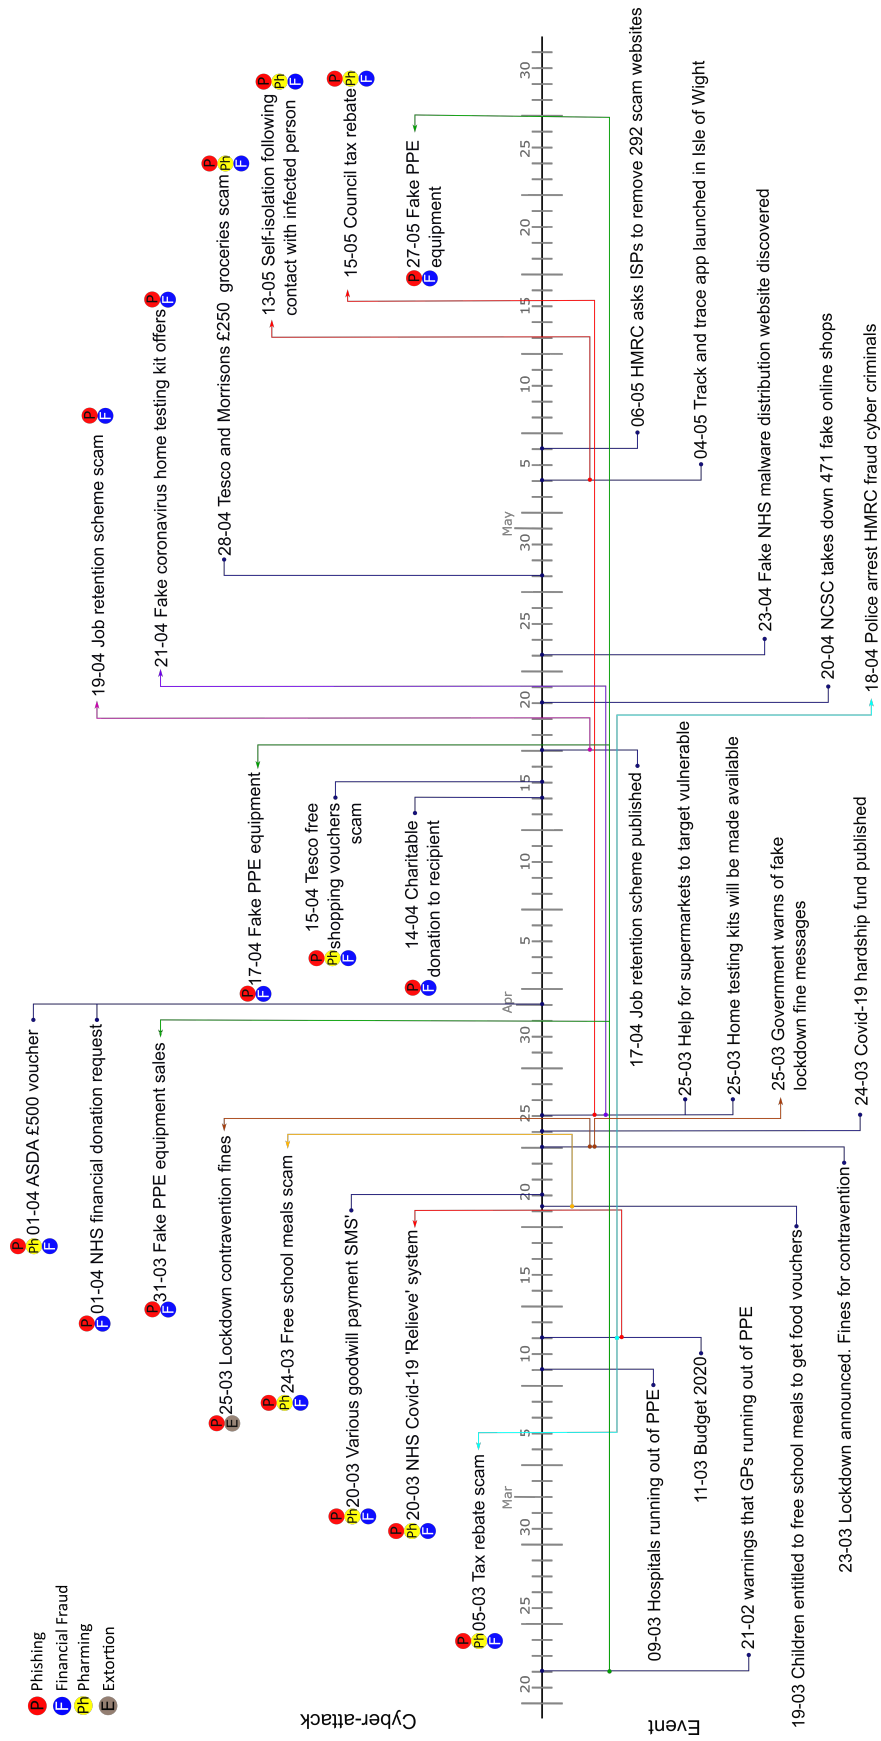 P Phishing
F Financial Fraud
Ph Pharming
E Extortion
Cyber-attack
Event
P Ph F 01-04 ASDA £500 voucher
P F 01-04 NHS financial donation request
P F 31-03 Fake PPE equipment sales
P E 25-03 Lockdown contravention fines
P Ph F 24-03 Free school meals scam
P Ph F 20-03 Various goodwill payment SMS'
P Ph F 20-03 NHS Covid-19 'Relieve' system
P Ph F 05-03 Tax rebate scam
P F 17-04 Fake PPE equipment
P Ph F 15-04 Tesco free
shopping vouchers
scam
P F 14-04 Charitable
donation to recipient
19-04 Job retention scheme scam P F
21-04 Fake coronavirus home testing kit offers P F
28-04 Tesco and Morrisons £250 groceries scam P Ph F
13-05 Self-isolation following
contact with infected person P Ph F
15-05 Council tax rebate P Ph F
P F 27-05 Fake PPE
equipment
20 25 30 Mar 5 10 15 20 25 30 Apr 5 15 20 25 30 May 5 10 15 20 25 30
09-03 Hospitals running out of PPE
11-03 Budget 2020
21-02 warnings that GPs running out of PPE
19-03 Children entitled to free school meals to get food vouchers
23-03 Lockdown announced. Fines for contravention
24-03 Covid-19 hardship fund published
17-04 Job retention scheme published
25-03 Help for supermarkets to target vulnerable
25-03 Home testing kits will be made available
25-03 Government warns of fake
lockdown fine messages
06-05 HMRC asks ISPs to remove 292 scam websites
04-05 Track and trace app launched in Isle of Wight
23-04 Fake NHS malware distribution website discovered
20-04 NCSC takes down 471 fake online shops
18-04 Police arrest HMRC fraud cyber criminals